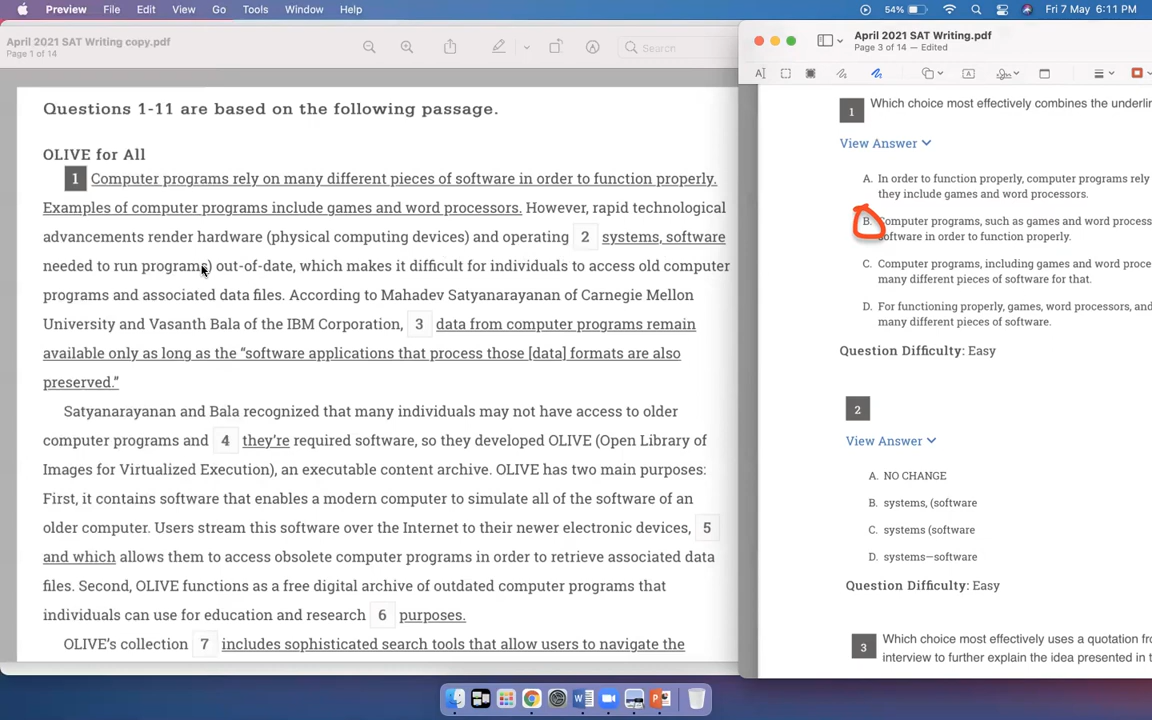 Preview File Edit View Go Tools Window Help
54% Fri 7 May 6:11 PM
April 2021 SAT Writing copy.pdf
Page 1 of 14
Search
Questions 1-11 are based on the following passage.
OLIVE for All
1 Computer programs rely on many different pieces of software in order to function properly.
Examples of computer programs include games and word processors. However, rapid technological
advancements render hardware (physical computing devices) and operating 2 systems, software
needed to run programs) out-of-date, which makes it difficult for individuals to access old computer
programs and associated data files. According to Mahadev Satyanarayanan of Carnegie Mellon
University and Vasanth Bala of the IBM Corporation, 3 data from computer programs remain
available only as long as the “software applications that process those [data] formats are also
preserved.”
Satyanarayanan and Bala recognized that many individuals may not have access to older
computer programs and 4 they’re required software, so they developed OLIVE (Open Library of
Images for Virtualized Execution), an executable content archive. OLIVE has two main purposes:
First, it contains software that enables a modern computer to simulate all of the software of an
older computer. Users stream this software over the Internet to their newer electronic devices, 5
and which allows them to access obsolete computer programs in order to retrieve associated data
files. Second, OLIVE functions as a free digital archive of outdated computer programs that
individuals can use for education and research 6 purposes.
OLIVE’s collection 7 includes sophisticated search tools that allow users to navigate the
April 2021 SAT Writing.pdf
Page 3 of 14 — Edited
1 Which choice most effectively combines the underlin
View Answer
A. In order to function properly, computer programs rely
they include games and word processors.
B. Computer programs, such as games and word process
software in order to function properly.
C. Computer programs, including games and word proce
many different pieces of software for that.
D. For functioning properly, games, word processors, and
many different pieces of software.
Question Difficulty: Easy
2
View Answer
A. NO CHANGE
B. systems, (software
C. systems (software
D. systems—software
Question Difficulty: Easy
3 Which choice most effectively uses a quotation fro
interview to further explain the idea presented in t